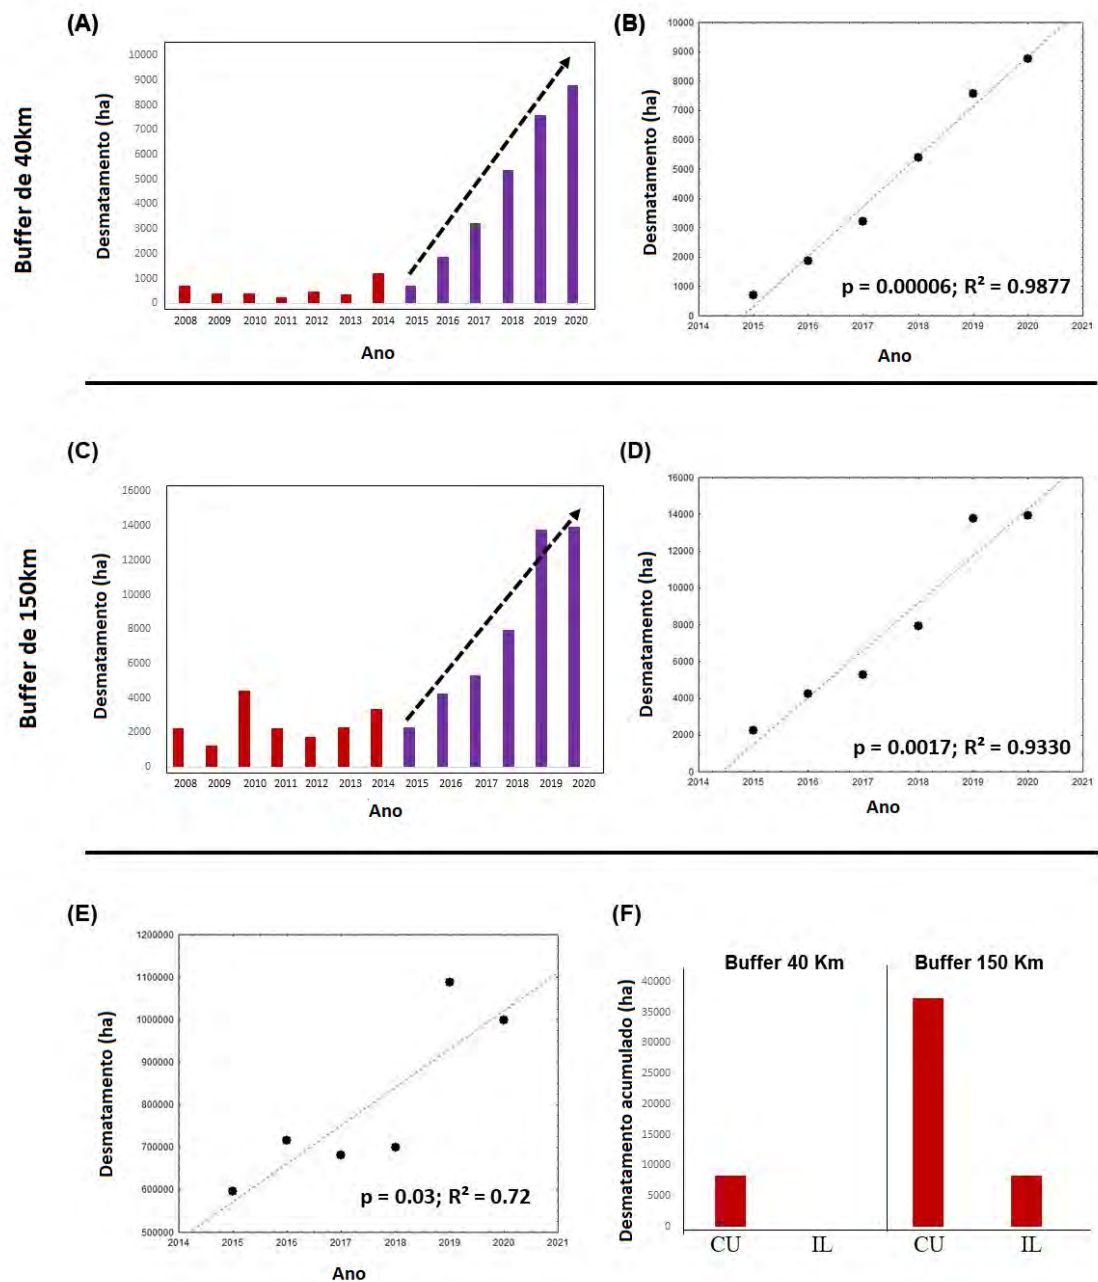 (A)
Buffer de 40km
Desmatamento (ha)
10000
9000
8000
7000
6000
5000
4000
3000
2000
1000
0
2008 2009 2010 2011 2012 2013 2014 2015 2016 2017 2018 2019 2020
Ano
(B)
Desmatamento (ha)
10000
9000
8000
7000
6000
5000
4000
3000
2000
1000
0
p = 0.00006; R² = 0.9877
2014 2015 2016 2017 2018 2019 2020 2021
Ano
(C)
Buffer de 150km
Desmatamento (ha)
16000
14000
12000
10000
8000
6000
4000
2000
0
2008 2009 2010 2011 2012 2013 2014 2015 2016 2017 2018 2019 2020
Ano
(D)
Desmatamento (ha)
16000
14000
12000
10000
8000
6000
4000
2000
0
p = 0.0017; R² = 0.9330
2014 2015 2016 2017 2018 2019 2020 2021
Ano
(E)
Desmatamento (ha)
1200000
1100000
1000000
900000
800000
700000
600000
500000
p = 0.03; R² = 0.72
2014 2015 2016 2017 2018 2019 2020 2021
Ano
(F)
Buffer 40 Km Buffer 150 Km
Desmatamento acumulado (ha)
40000
35000
30000
25000
20000
15000
10000
5000
0
CU IL CU IL